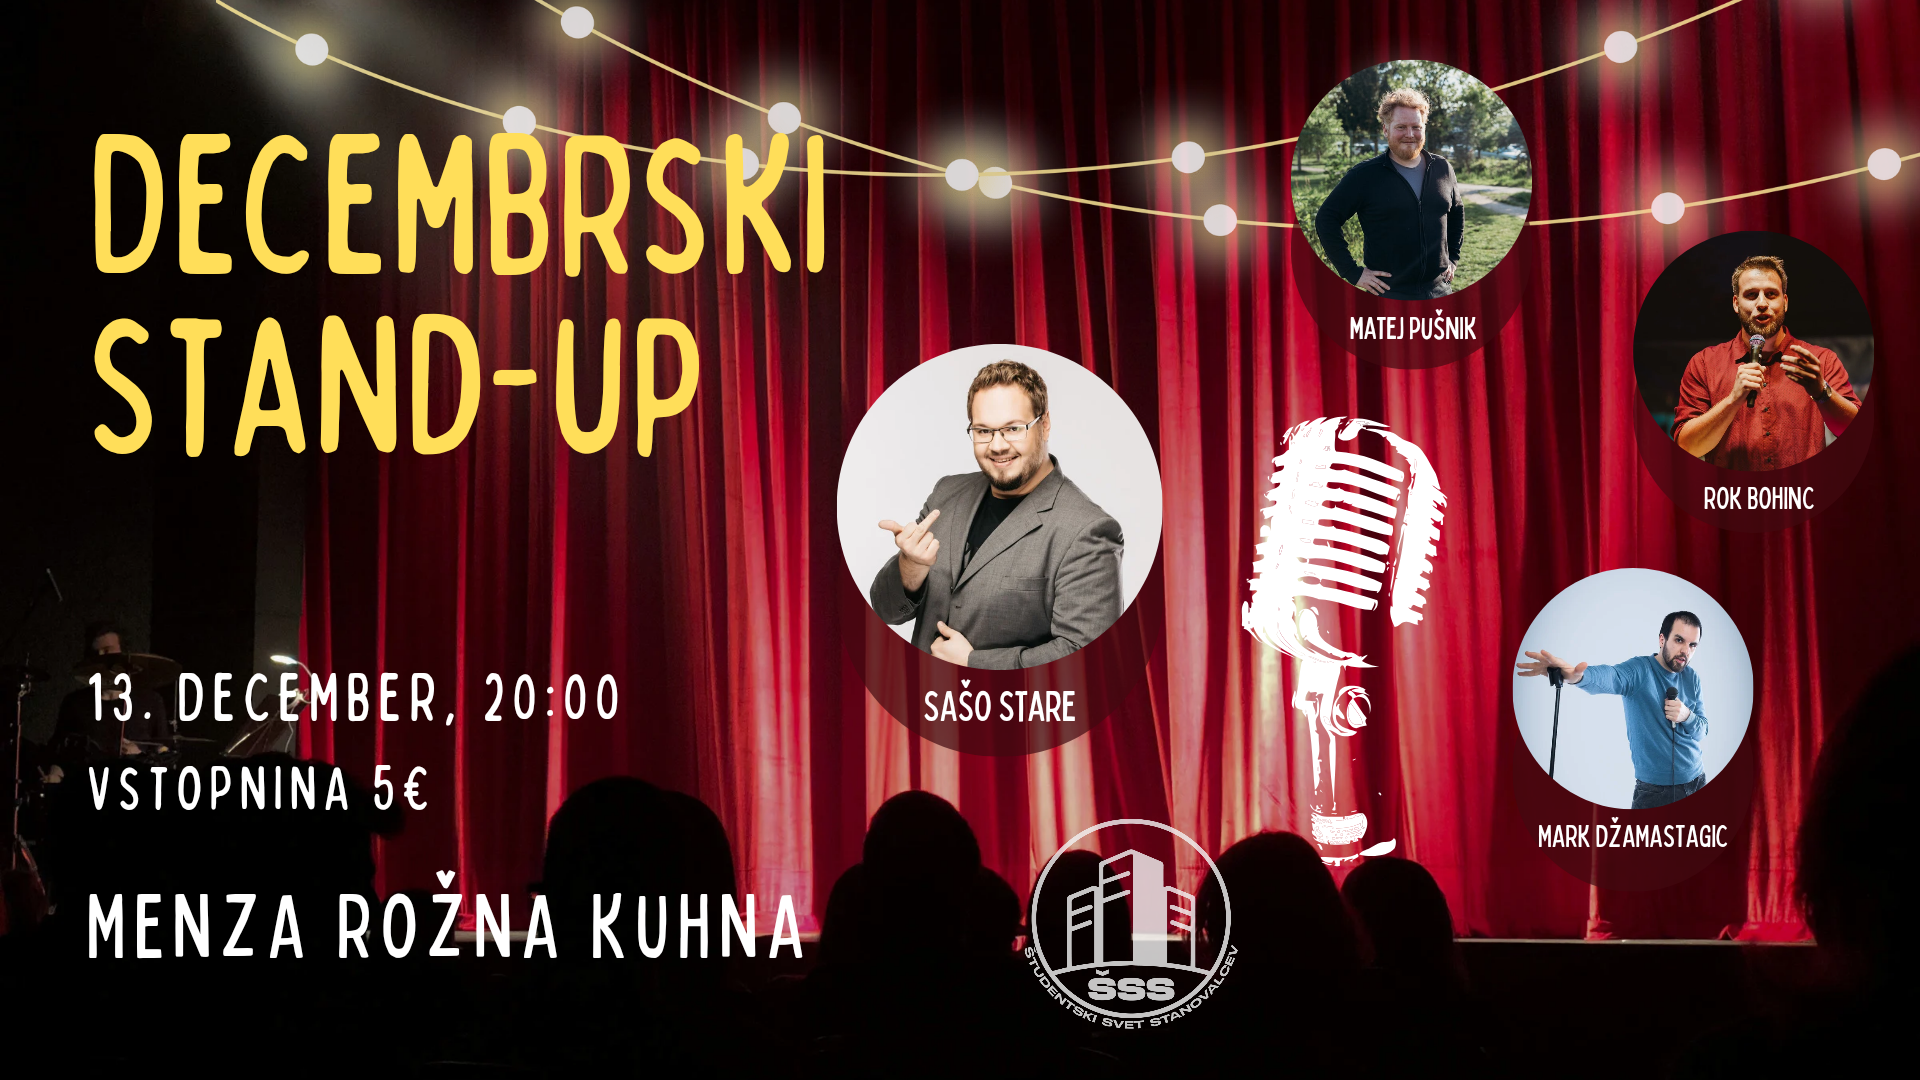 DECEMBRSKI
STAND-UP
13. DECEMBER, 20:00
VSTOPNINA 5€
MENZA ROŽNA KUHNA
SAŠO STARE
MATEJ PUŠNIK
ROK BOHINC
MARK DŽAMASTAGIC
ŠSS
ŠTUDENTSKI SVET STANOVALCEV